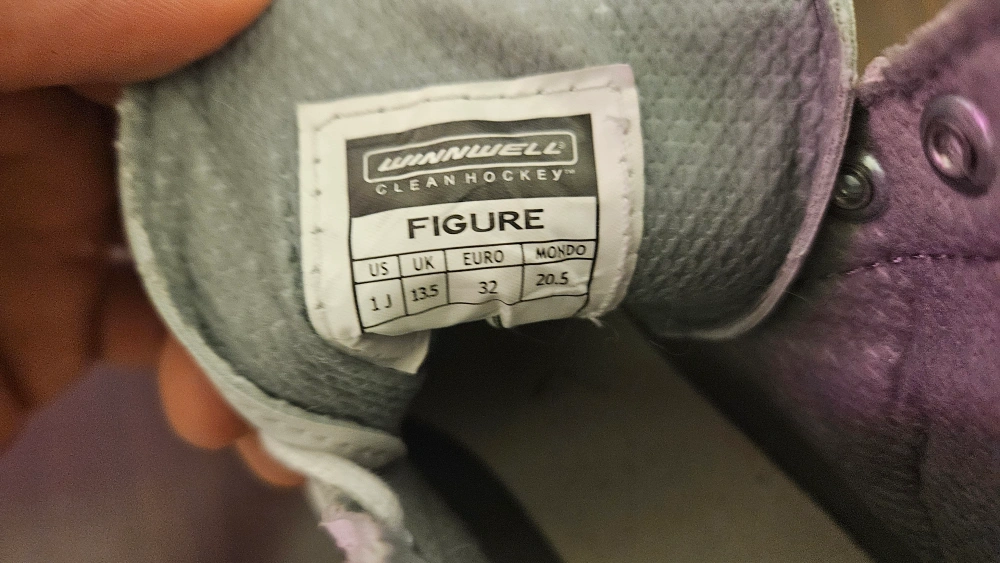 WINNWELL®
CLEAN HOCKEY™
FIGURE
US UK EURO MONDO
1 J 13.5 32 20.5